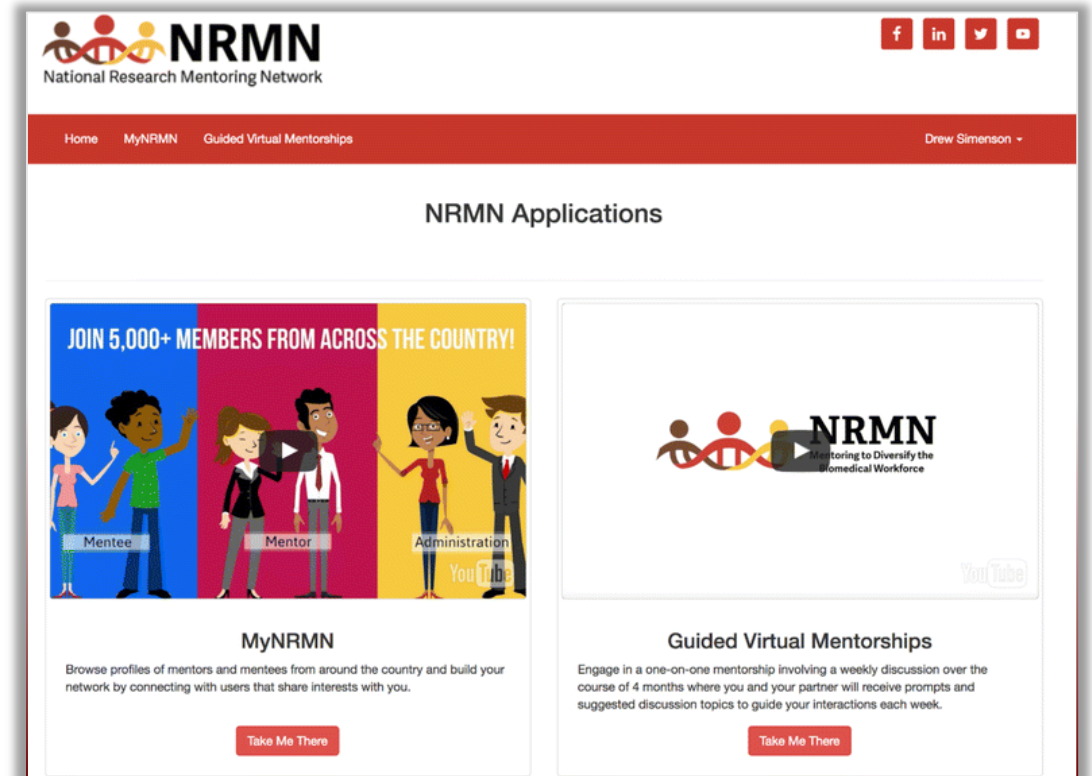 NRMN
National Research Mentoring Network
Home MyNRMN Guided Virtual Mentorships Drew Simenson
NRMN Applications
JOIN 5,000+ MEMBERS FROM ACROSS THE COUNTRY!
Mentee Mentor Administration
YouTube
NRMN
Mentoring to Diversify the
Biomedical Workforce
YouTube
MyNRMN
Browse profiles of mentors and mentees from around the country and build your
network by connecting with users that share interests with you.
Take Me There
Guided Virtual Mentorships
Engage in a one-on-one mentorship involving a weekly discussion over the
course of 4 months where you and your partner will receive prompts and
suggested discussion topics to guide your interactions each week.
Take Me There